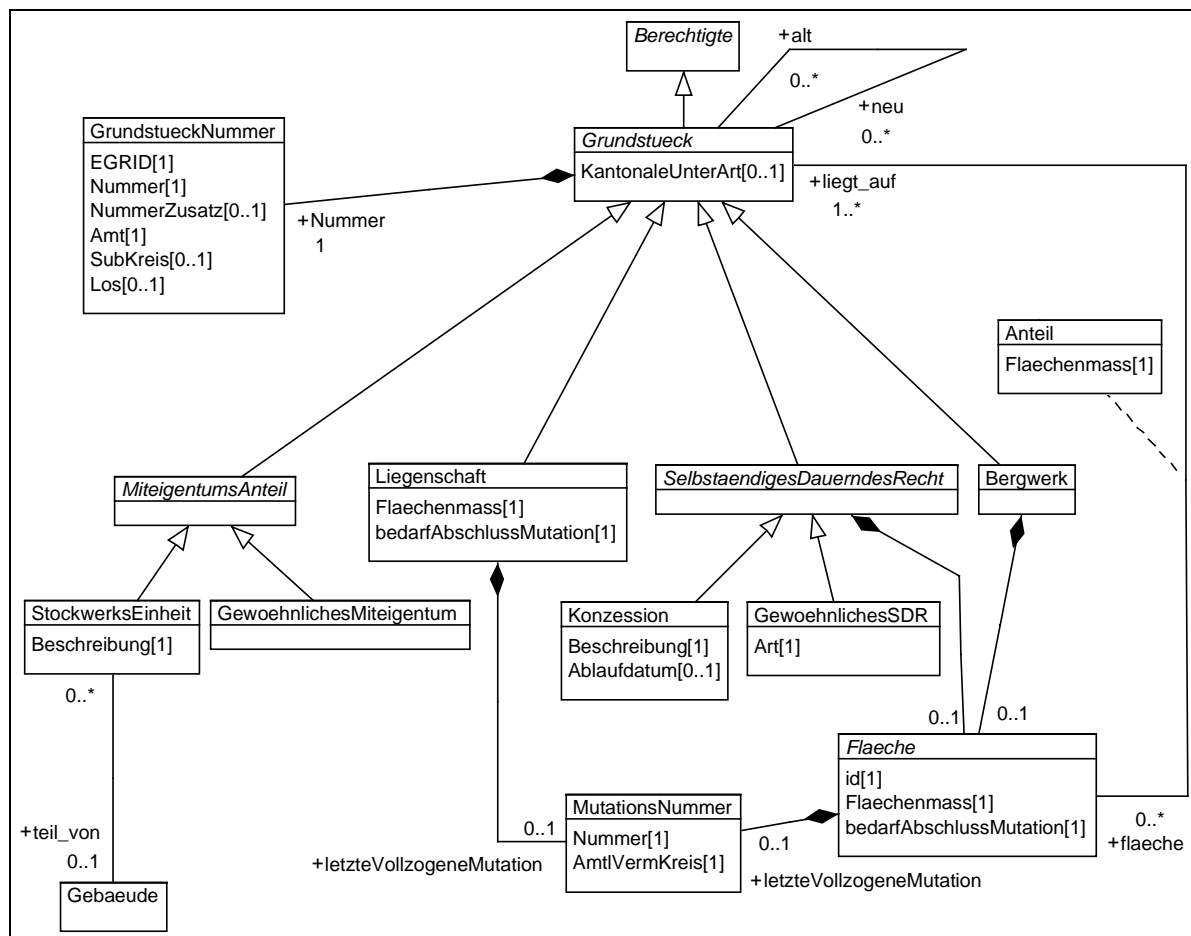 Berechtigte
+alt
0..*
+neu
0..*
GrundstueckNummer
EGRID[1]
Nummer[1]
NummerZusatz[0..1]
Amt[1]
SubKreis[0..1]
Los[0..1]
Grundstueck
KantonaleUnterArt[0..1]
+liegt_auf
1..*
+Nummer
1
Anteil
Flaechenmass[1]
MiteigentumsAnteil
Liegenschaft
Flaechenmass[1]
bedarfAbschlussMutation[1]
SelbstaendigesDauerndesRecht
Bergwerk
StockwerksEinheit
Beschreibung[1]
GewoehnlichesMiteigentum
Konzession
Beschreibung[1]
Ablaufdatum[0..1]
GewoehnlichesSDR
Art[1]
0..*
0..1
0..1
Flaeche
id[1]
Flaechenmass[1]
bedarfAbschlussMutation[1]
MutationsNummer
Nummer[1]
AmtlVermKreis[1]
+teil_von
0..1
0..1
+letzteVollzogeneMutation
0..1
+letzteVollzogeneMutation
0..*
+flaeche
Gebaeude